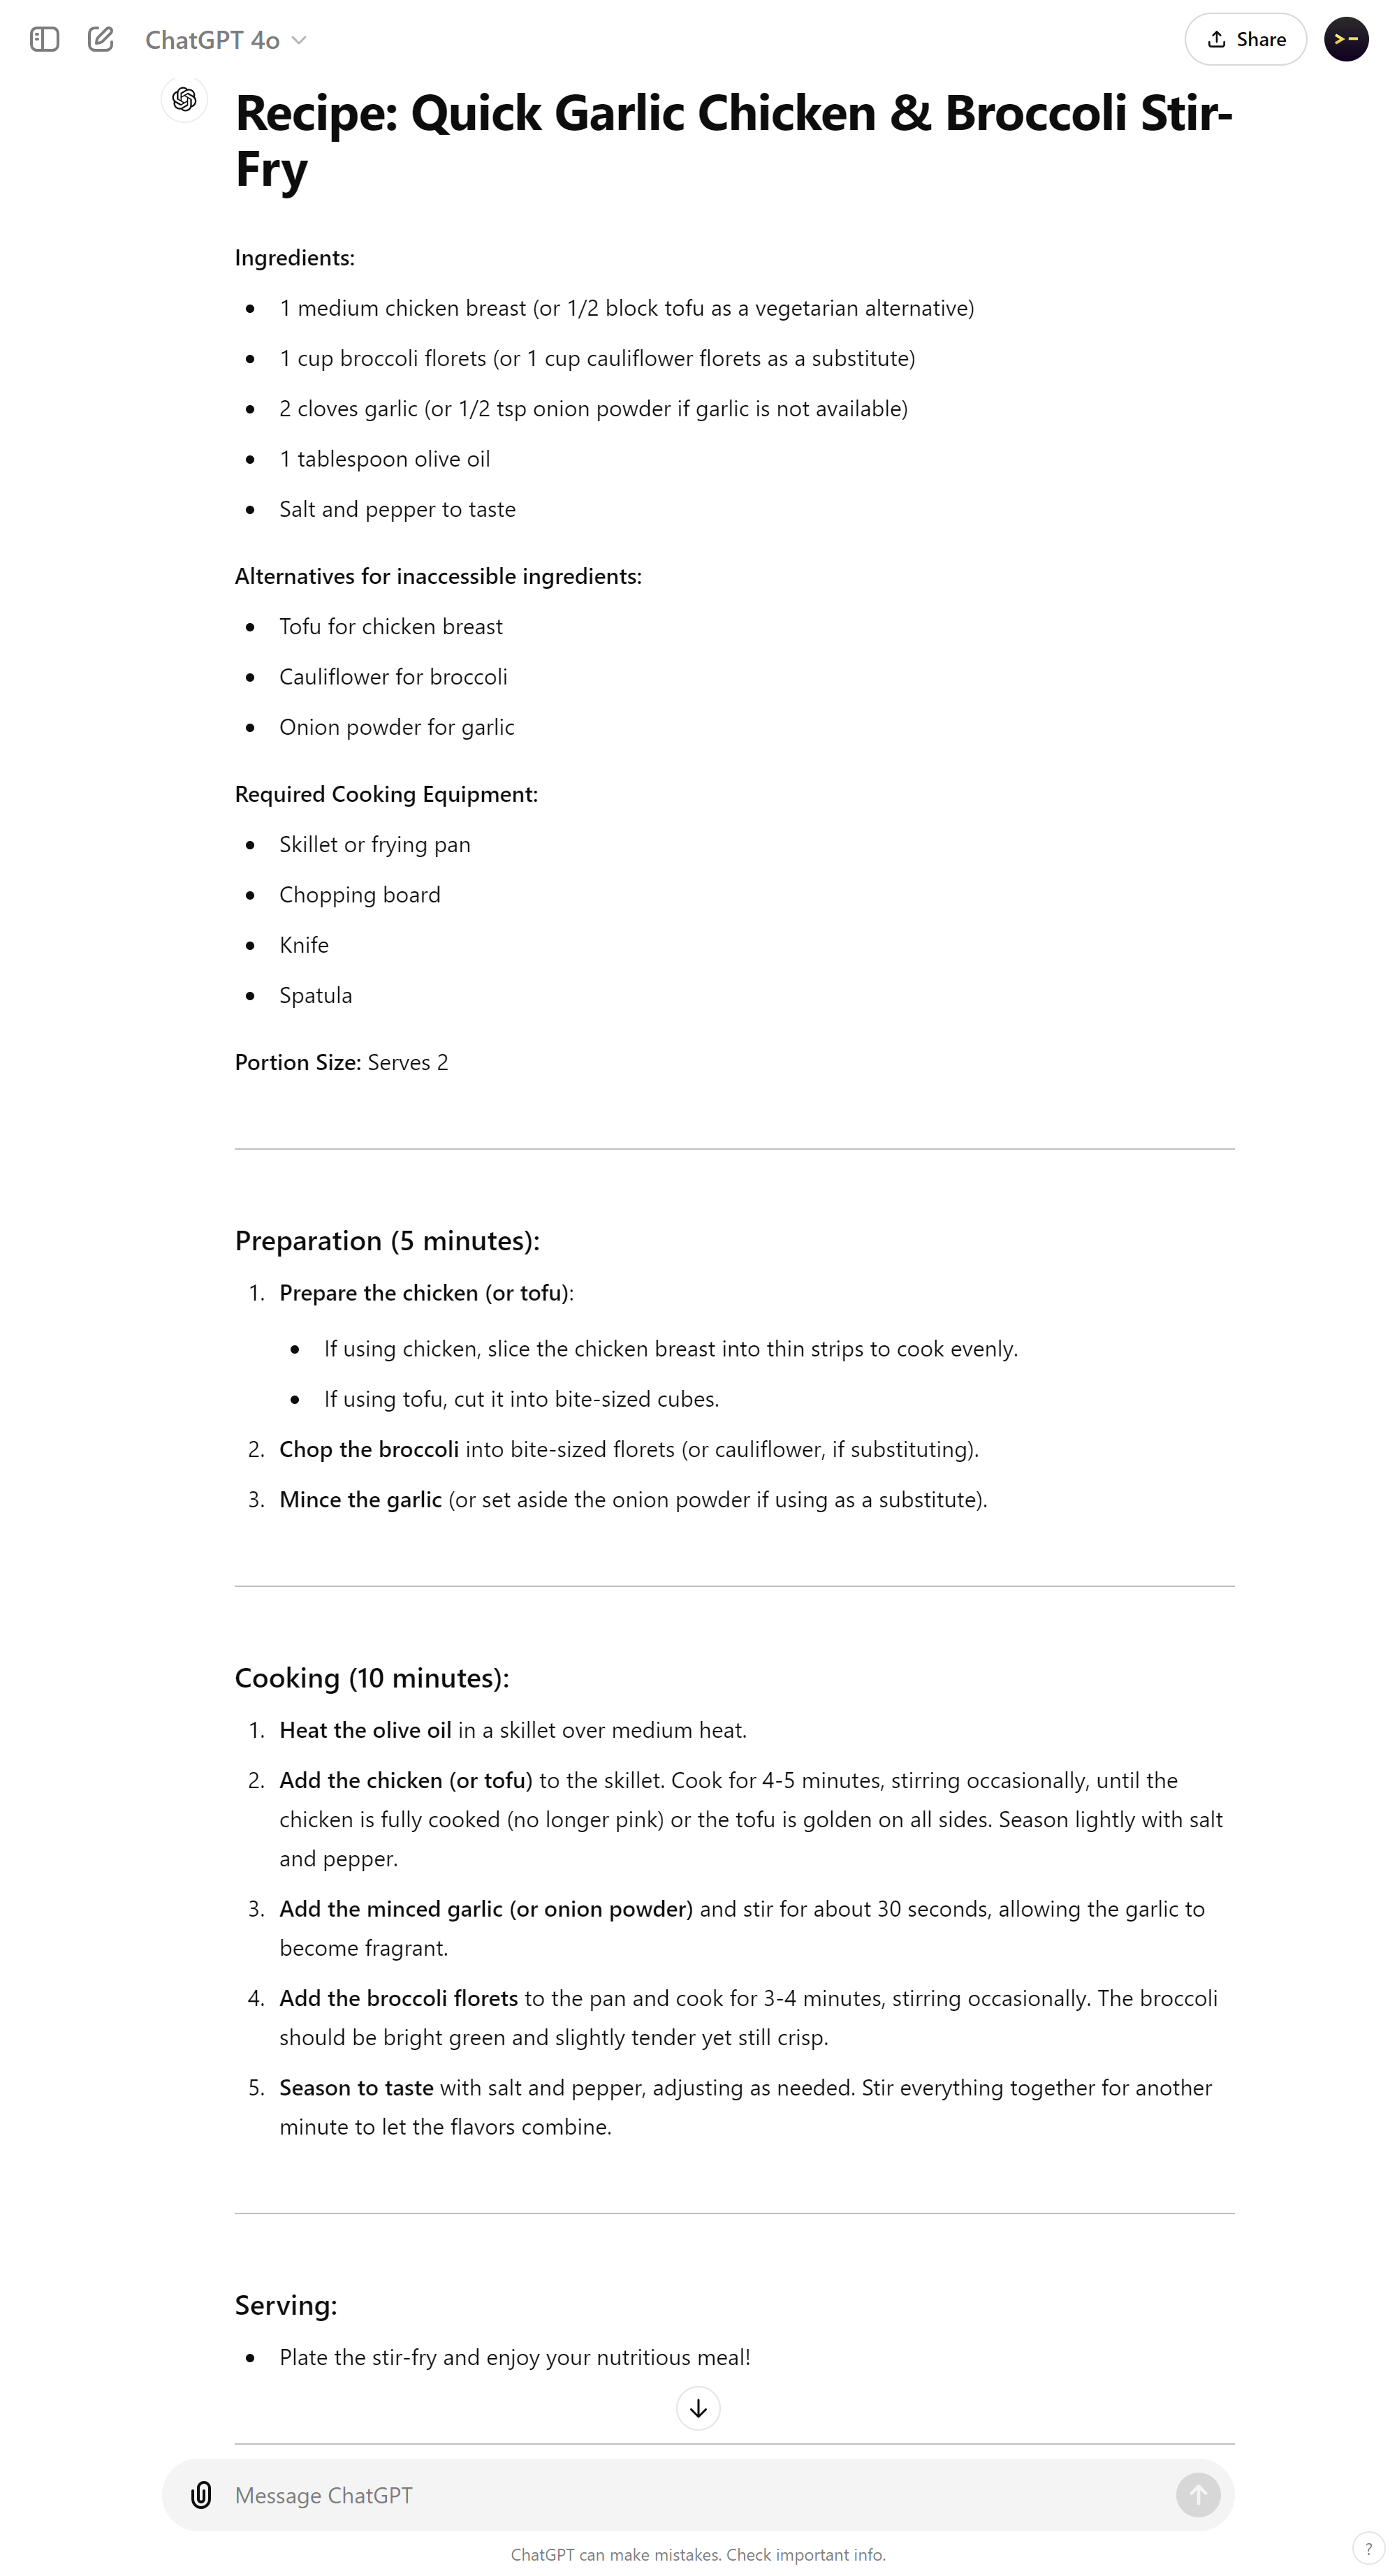 ChatGPT 4o
Share
Recipe: Quick Garlic Chicken & Broccoli Stir-
Fry
Ingredients:
• 1 medium chicken breast (or 1/2 block tofu as a vegetarian alternative)
• 1 cup broccoli florets (or 1 cup cauliflower florets as a substitute)
• 2 cloves garlic (or 1/2 tsp onion powder if garlic is not available)
• 1 tablespoon olive oil
• Salt and pepper to taste
Alternatives for inaccessible ingredients:
• Tofu for chicken breast
• Cauliflower for broccoli
• Onion powder for garlic
Required Cooking Equipment:
• Skillet or frying pan
• Chopping board
• Knife
• Spatula
Portion Size: Serves 2
Preparation (5 minutes):
1. Prepare the chicken (or tofu):
• If using chicken, slice the chicken breast into thin strips to cook evenly.
• If using tofu, cut it into bite-sized cubes.
2. Chop the broccoli into bite-sized florets (or cauliflower, if substituting).
3. Mince the garlic (or set aside the onion powder if using as a substitute).
Cooking (10 minutes):
1. Heat the olive oil in a skillet over medium heat.
2. Add the chicken (or tofu) to the skillet. Cook for 4-5 minutes, stirring occasionally, until the
chicken is fully cooked (no longer pink) or the tofu is golden on all sides. Season lightly with salt
and pepper.
3. Add the minced garlic (or onion powder) and stir for about 30 seconds, allowing the garlic to
become fragrant.
4. Add the broccoli florets to the pan and cook for 3-4 minutes, stirring occasionally. The broccoli
should be bright green and slightly tender yet still crisp.
5. Season to taste with salt and pepper, adjusting as needed. Stir everything together for another
minute to let the flavors combine.
Serving:
• Plate the stir-fry and enjoy your nutritious meal!
Message ChatGPT
ChatGPT can make mistakes. Check important info.
?